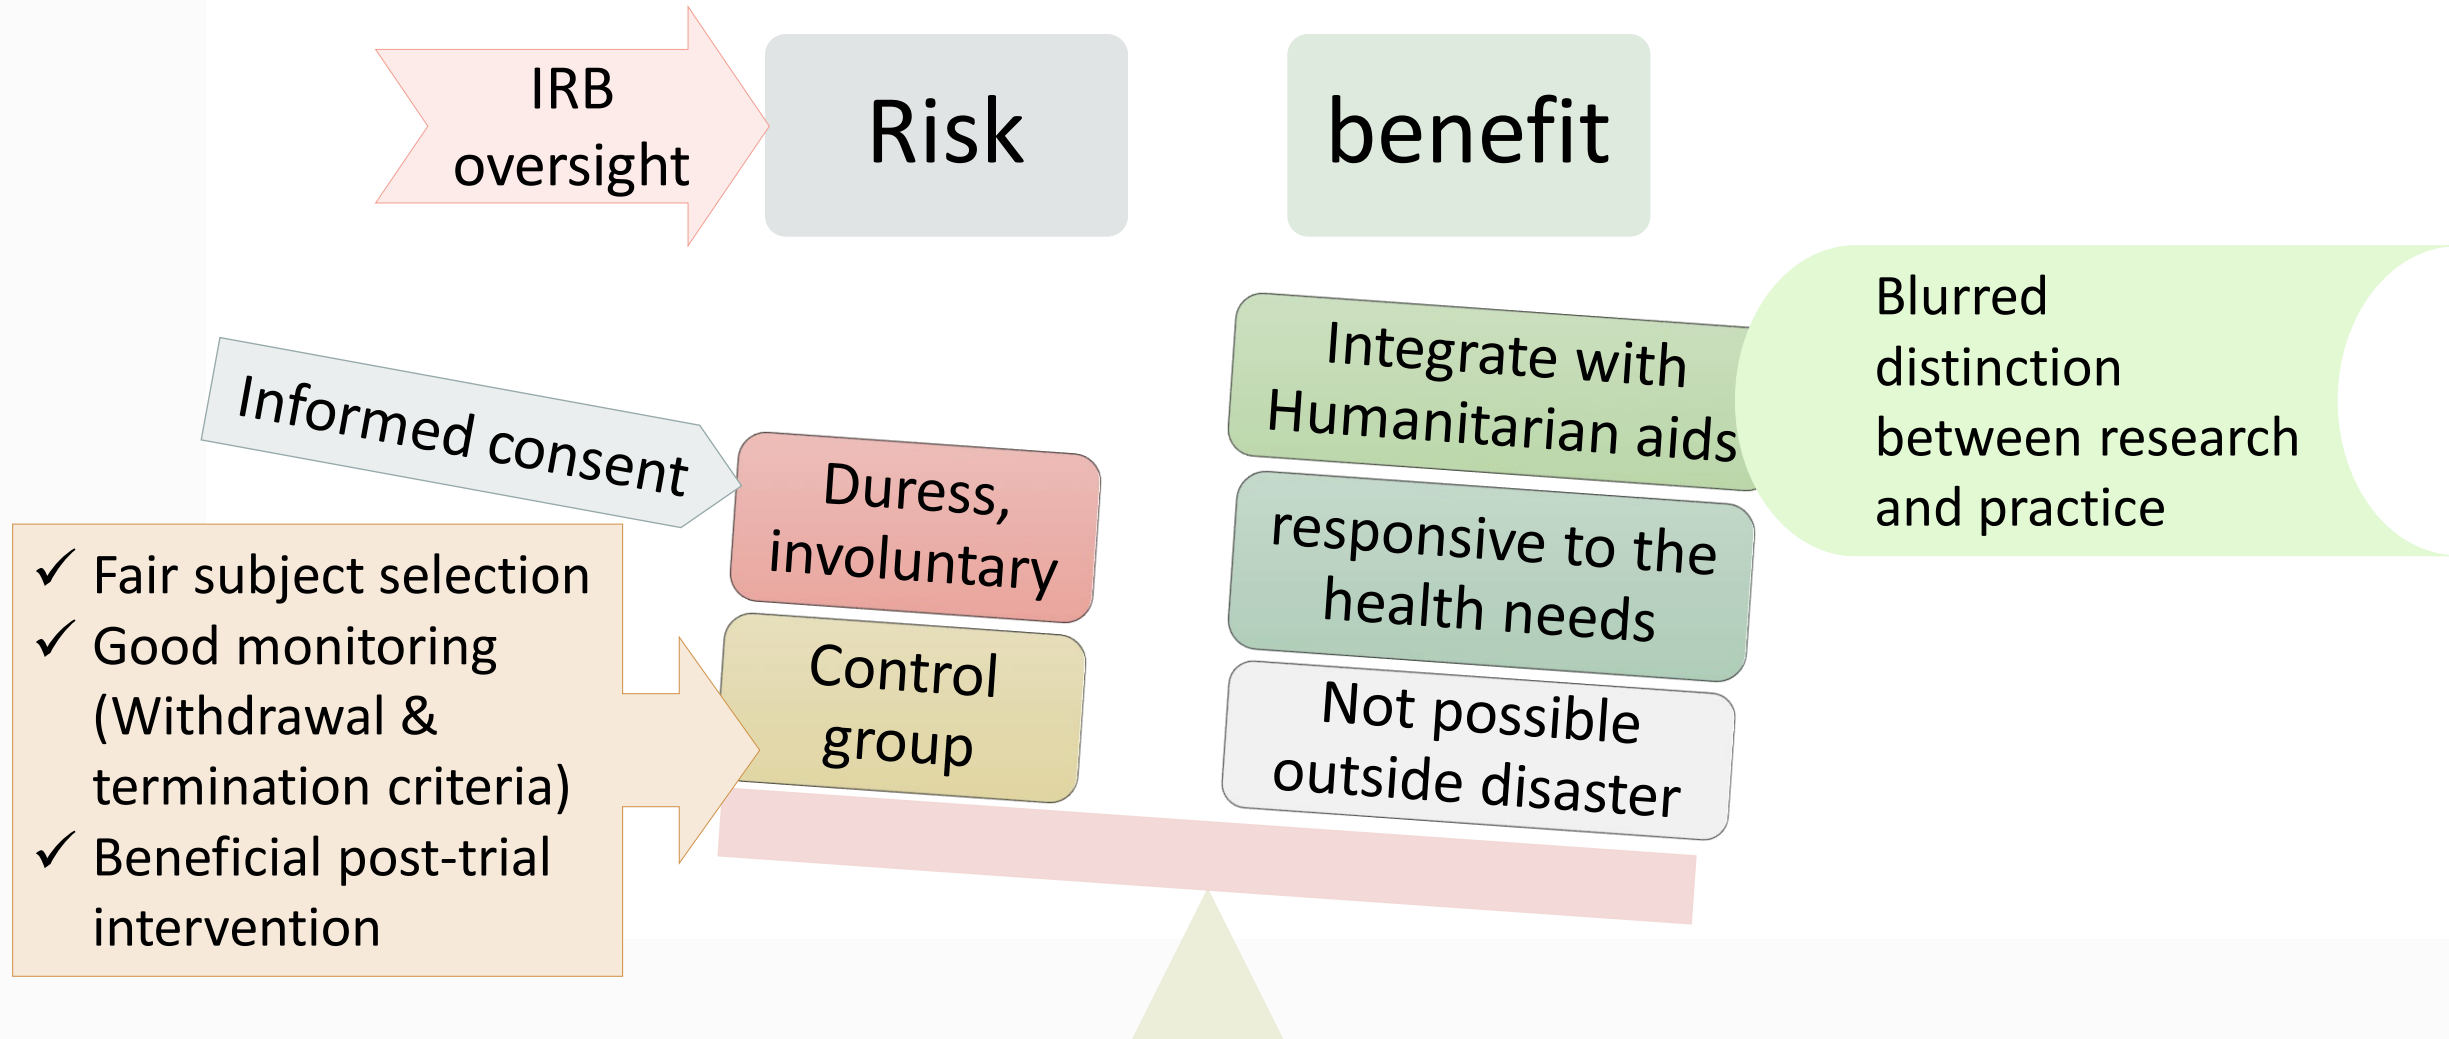 IRB
oversight
Risk
benefit
Informed consent
Duress,
involuntary
Control
group
✓ Fair subject selection
✓ Good monitoring
(Withdrawal &
termination criteria)
✓ Beneficial post-trial
intervention
Integrate with
Humanitarian aids
responsive to the
health needs
Not possible
outside disaster
Blurred
distinction
between research
and practice